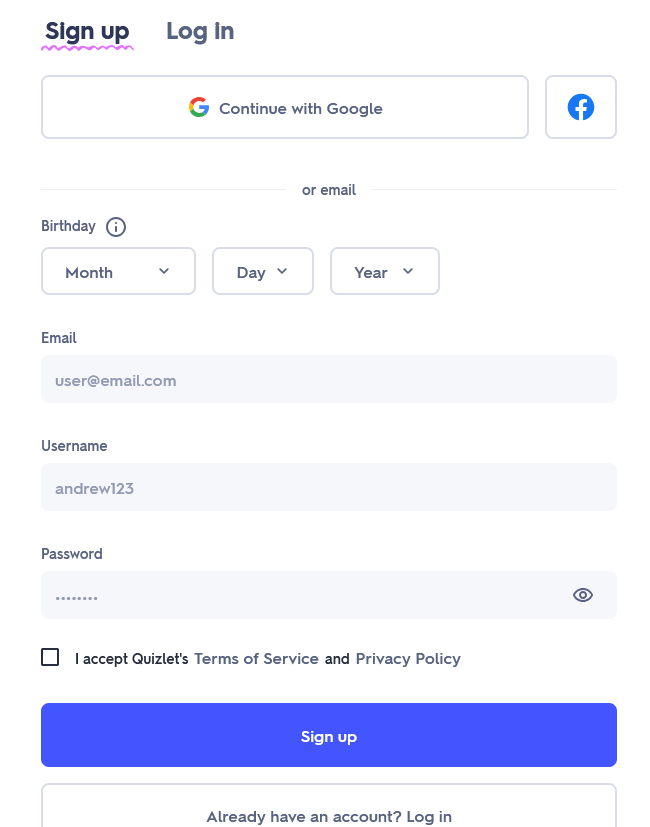 Sign up Log in
Continue with Google
or email
Birthday
Month Day Year
Email
user@email.com
Username
andrew123
Password
••••••••
I accept Quizlet's Terms of Service and Privacy Policy
Sign up
Already have an account? Log in